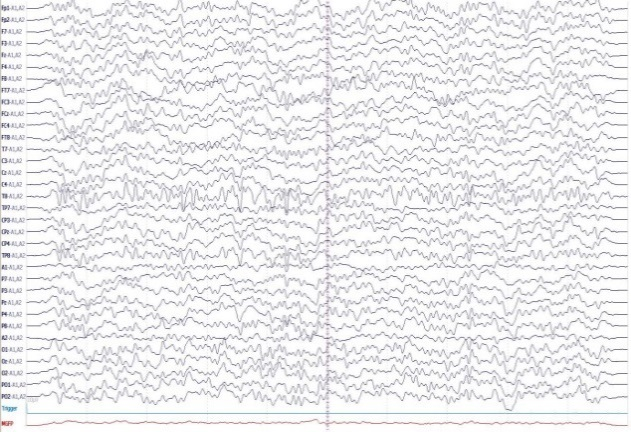 Fp1-A1,A2
Fp2-A1,A2
F7-A1,A2
F3-A1,A2
Fz-A1,A2
F4-A1,A2
F8-A1,A2
FT7-A1,A2
FC3-A1,A2
FCz-A1,A2
FC4-A1,A2
FT8-A1,A2
T7-A1,A2
C3-A1,A2
Cz-A1,A2
C4-A1,A2
T8-A1,A2
TP7-A1,A2
CP3-A1,A2
CPz-A1,A2
CP4-A1,A2
TP8-A1,A2
A1-A1,A2
P7-A1,A2
P3-A1,A2
Pz-A1,A2
P4-A1,A2
P8-A1,A2
A2-A1,A2
O1-A1,A2
Oz-A1,A2
O2-A1,A2
PO1-A1,A2
PO2-A1,A2
Trigger
MGFP